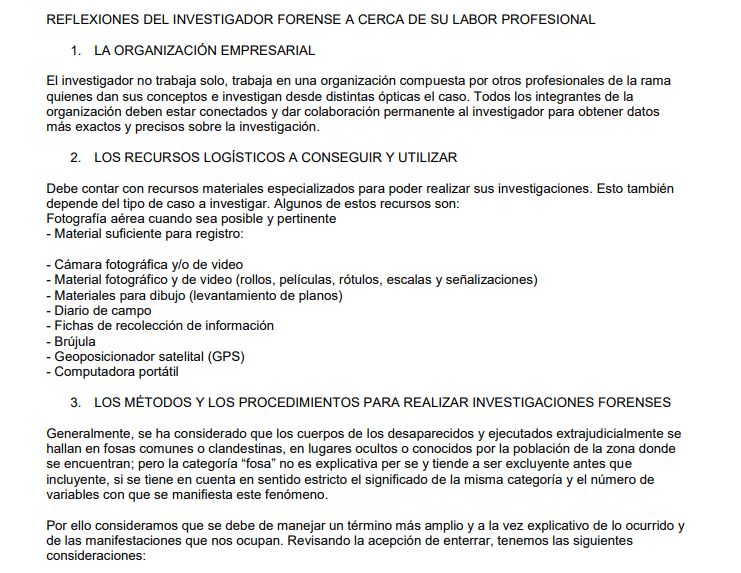 REFLEXIONES DEL INVESTIGADOR FORENSE A CERCA DE SU LABOR PROFESIONAL
1. LA ORGANIZACIÓN EMPRESARIAL
El investigador no trabaja solo, trabaja en una organización compuesta por otros profesionales de la rama
quienes dan sus conceptos e investigan desde distintas ópticas el caso. Todos los integrantes de la
organización deben estar conectados y dar colaboración permanente al investigador para obtener datos
más exactos y precisos sobre la investigación.
2. LOS RECURSOS LOGÍSTICOS A CONSEGUIR Y UTILIZAR
Debe contar con recursos materiales especializados para poder realizar sus investigaciones. Esto también
depende del tipo de caso a investigar. Algunos de estos recursos son:
Fotografía aérea cuando sea posible y pertinente
- Material suficiente para registro:
- Cámara fotográfica y/o de video
- Material fotográfico y de video (rollos, películas, rótulos, escalas y señalizaciones)
- Materiales para dibujo (levantamiento de planos)
- Diario de campo
- Fichas de recolección de información
- Brújula
- Geoposicionador satelital (GPS)
- Computadora portátil
3. LOS MÉTODOS Y LOS PROCEDIMIENTOS PARA REALIZAR INVESTIGACIONES FORENSES
Generalmente, se ha considerado que los cuerpos de los desaparecidos y ejecutados extrajudicialmente se
hallan en fosas comunes o clandestinas, en lugares ocultos o conocidos por la población de la zona donde
se encuentran; pero la categoría “fosa” no es explicativa per se y tiende a ser excluyente antes que
incluyente, si se tiene en cuenta en sentido estricto el significado de la misma categoría y el número de
variables con que se manifiesta este fenómeno.
Por ello consideramos que se debe de manejar un término más amplio y a la vez explicativo de lo ocurrido y
de las manifestaciones que nos ocupan. Revisando la acepción de enterrar, tenemos las siguientes
consideraciones: